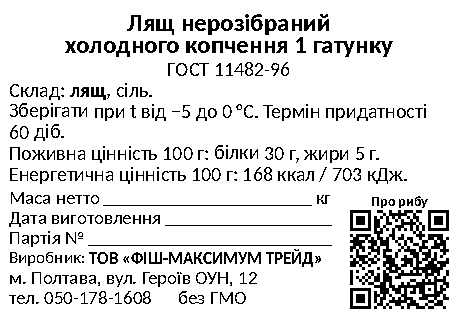 Лящ нерозібраний
холодного копчення 1 гатунку
ГОСТ 11482-96
Склад: лящ, сіль.
Зберігати при t від −5 до 0 °С. Термін придатності
60 діб.
Поживна цінність 100 г: білки 30 г, жири 5 г.
Енергетична цінність 100 г: 168 ккал / 703 кДж.
Маса нетто ____________________ кг
Про рибу
Дата виготовлення ________________
Партія № ________________________
Виробник: ТОВ «ФІШ-МАКСИМУМ ТРЕЙД»
м. Полтава, вул. Героїв ОУН, 12
тел. 050-178-1608 без ГМО